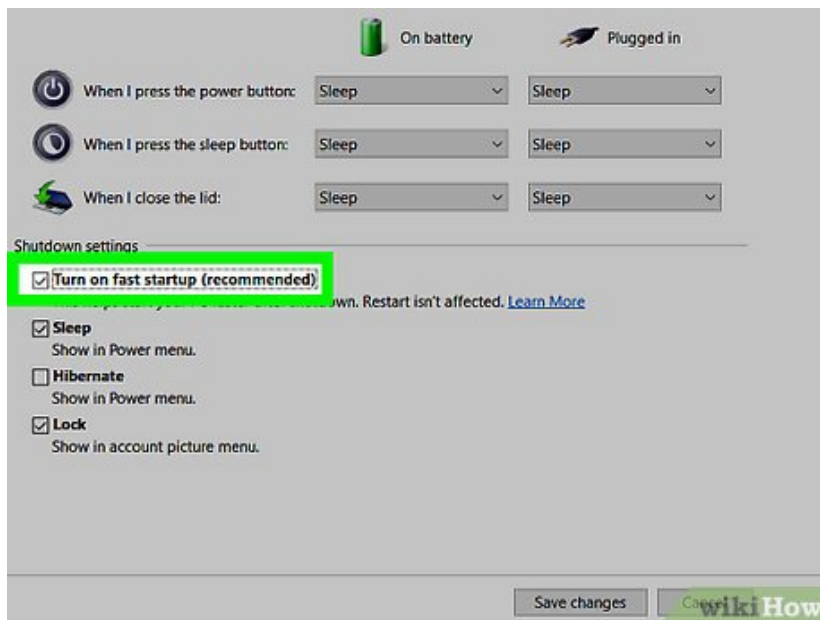 On battery Plugged in
When I press the power button: Sleep Sleep
When I press the sleep button: Sleep Sleep
When I close the lid: Sleep Sleep
Shutdown settings
Turn on fast startup (recommended)
Restart isn't affected. Learn More
Sleep
Show in Power menu.
Hibernate
Show in Power menu.
Lock
Show in account picture menu.
Save changes
wikiHow